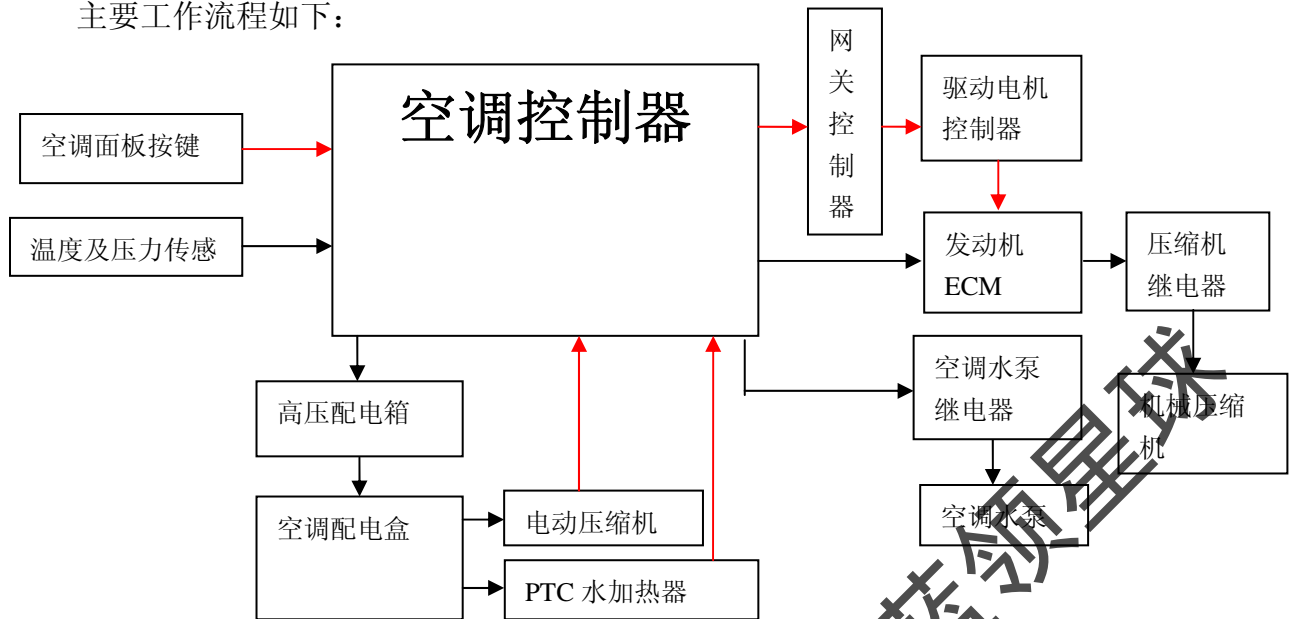 主要工作流程如下：
空调控制器
网
关
控
制
器
驱动电机
控制器
空调面板按键
温度及压力传感
发动机
ECM
压缩机
继电器
高压配电箱
空调水泵
继电器
机械压缩
机
空调配电盒
电动压缩机
空调水泵
PTC 水加热器
蓝领星球